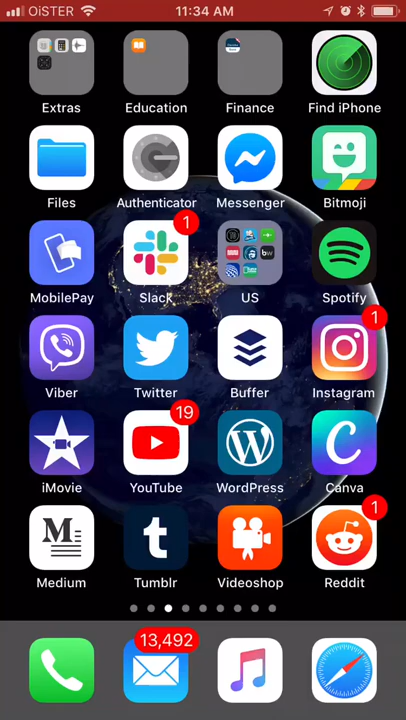 OiSTER 11:34 AM
Extras Education Finance Find iPhone
Files Authenticator Messenger Bitmoji
1
MobilePay Slack US Spotify
1
Viber Twitter Buffer Instagram
19
iMovie YouTube WordPress Canva
1
Medium Tumblr Videoshop Reddit
13,492